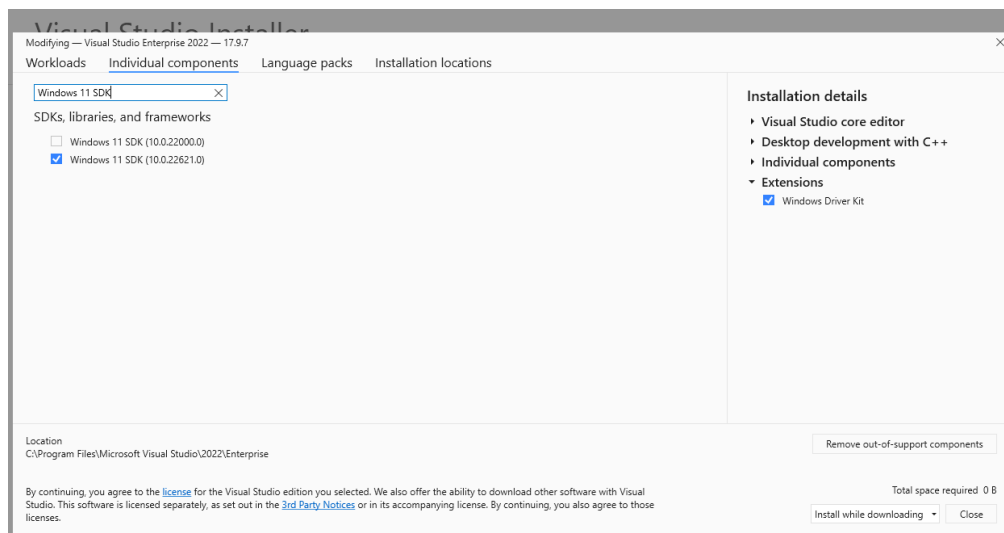 Visual Studio Installer
Modifying — Visual Studio Enterprise 2022 — 17.9.7
Workloads Individual components Language packs Installation locations
Windows 11 SDK
SDKs, libraries, and frameworks
Windows 11 SDK (10.0.22000.0)
Windows 11 SDK (10.0.22621.0)
Installation details
Visual Studio core editor
Desktop development with C++
Individual components
Extensions
Windows Driver Kit
Location
C:\Program Files\Microsoft Visual Studio\2022\Enterprise
Remove out-of-support components
By continuing, you agree to the license for the Visual Studio edition you selected. We also offer the ability to download other software with Visual
Studio. This software is licensed separately, as set out in the 3rd Party Notices or in its accompanying license. By continuing, you also agree to those
licenses.
Total space required 0 B
Install while downloading Close